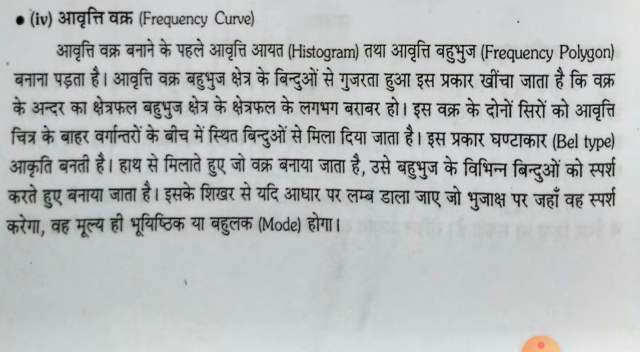 ● (iv) आवृत्ति वक्र (Frequency Curve)
आवृत्ति वक्र बनाने के पहले आवृत्ति आयत (Histogram) तथा आवृत्ति बहुभुज (Frequency Polygon)
बनाना पड़ता है। आवृत्ति वक्र बहुभुज क्षेत्र के बिन्दुओं से गुजरता हुआ इस प्रकार खींचा जाता है कि वक्र
के अन्दर का क्षेत्रफल बहुभुज क्षेत्र के क्षेत्रफल के लगभग बराबर हो। इस वक्र के दोनों सिरों को आवृत्ति
चित्र के बाहर वर्गान्तरों के बीच में स्थित बिन्दुओं से मिला दिया जाता है। इस प्रकार घण्टाकार (Bel type)
आकृति बनती है। हाथ से मिलाते हुए जो वक्र बनाया जाता है, उसे बहुभुज के विभिन्न बिन्दुओं को स्पर्श
करते हुए बनाया जाता है। इसके शिखर से यदि आधार पर लम्ब डाला जाए जो भुजाक्ष पर जहाँ वह स्पर्श
करेगा, वह मूल्य ही भूयिष्ठिक या बहुलक (Mode) होगा।